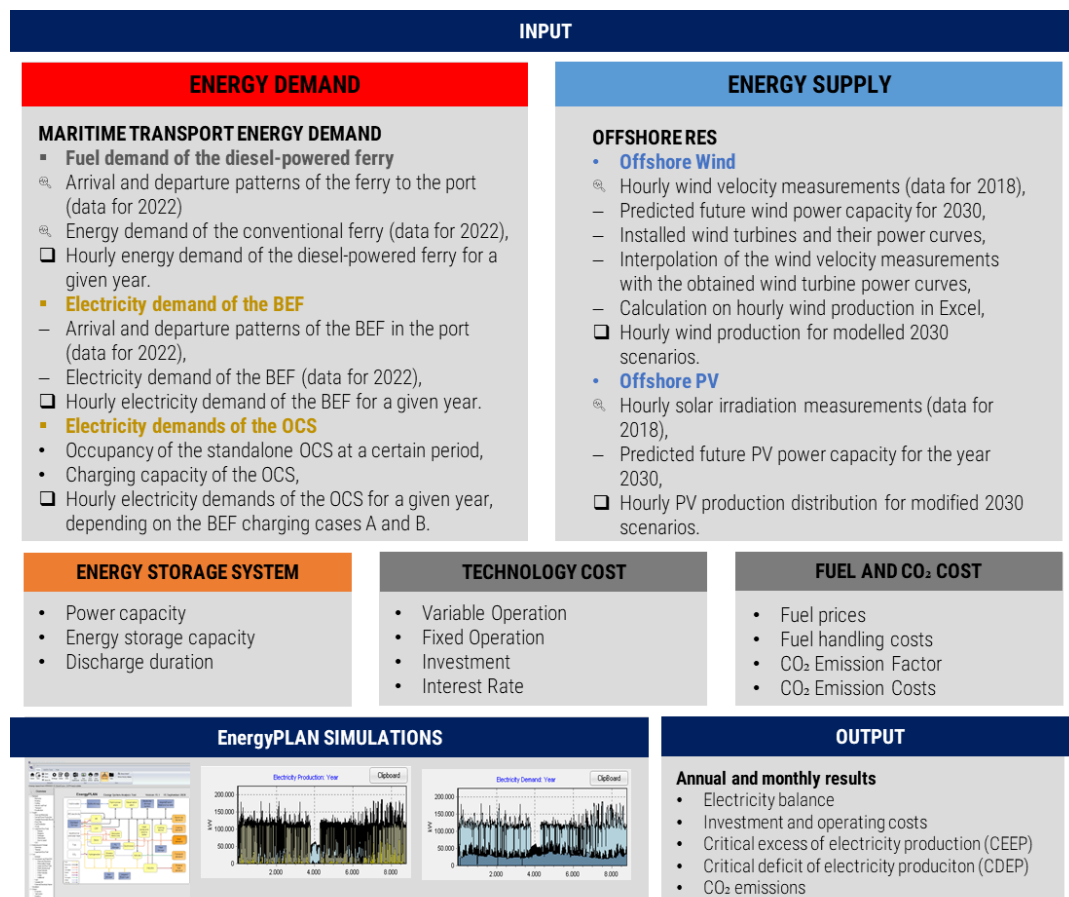 INPUT
ENERGY DEMAND
MARITIME TRANSPORT ENERGY DEMAND
▪ Fuel demand of the diesel-powered ferry
Arrival and departure patterns of the ferry to the port
(data for 2022)
Energy demand of the conventional ferry (data for 2022),
❑ Hourly energy demand of the diesel-powered ferry for a
given year.
▪ Electricity demand of the BEF
– Arrival and departure patterns of the BEF in the port
(data for 2022),
– Electricity demand of the BEF (data for 2022),
❑ Hourly electricity demand of the BEF for a given year.
▪ Electricity demands of the OCS
• Occupancy of the standalone OCS at a certain period,
• Charging capacity of the OCS,
❑ Hourly electricity demands of the OCS for a given year,
depending on the BEF charging cases A and B.
ENERGY SUPPLY
OFFSHORE RES
• Offshore Wind
Hourly wind velocity measurements (data for 2018),
– Predicted future wind power capacity for 2030,
– Installed wind turbines and their power curves,
– Interpolation of the wind velocity measurements
with the obtained wind turbine power curves,
– Calculation on hourly wind production in Excel,
❑ Hourly wind production for modelled 2030
scenarios.
• Offshore PV
Hourly solar irradiation measurements (data for
2018),
– Predicted future PV power capacity for the year
2030,
❑ Hourly PV production distribution for modified 2030
scenarios.
ENERGY STORAGE SYSTEM
• Power capacity
• Energy storage capacity
• Discharge duration
TECHNOLOGY COST
• Variable Operation
• Fixed Operation
• Investment
• Interest Rate
FUEL AND CO₂ COST
• Fuel prices
• Fuel handling costs
• CO₂ Emission Factor
• CO₂ Emission Costs
EnergyPLAN SIMULATIONS
EnergyPLAN
Electricity Production: Year
Clipboard
kW
200.000
150.000
100.000
50.000
0
2.000 4.000 6.000 8.000
Electricity Demand: Year
ClipBoard
kW
200.000
150.000
100.000
50.000
0
2.000 4.000 6.000 8.000
OUTPUT
Annual and monthly results
• Electricity balance
• Investment and operating costs
• Critical excess of electricity production (CEEP)
• Critical deficit of electricity produciton (CDEP)
• CO₂ emissions